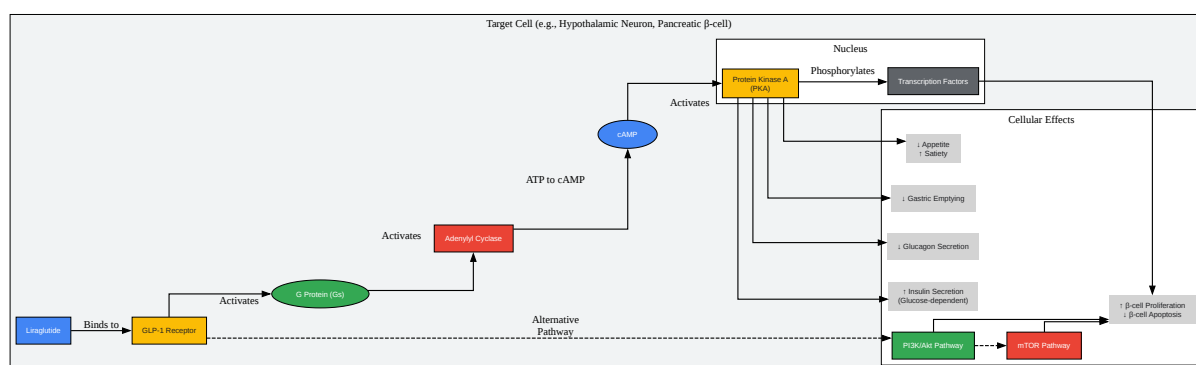 Target Cell (e.g., Hypothalamic Neuron, Pancreatic β-cell)
Nucleus
Protein Kinase A
(PKA)
Phosphorylates
Transcription Factors
Activates
Cellular Effects
cAMP
↓ Appetite
↑ Satiety
ATP to cAMP
↓ Gastric Emptying
Activates
Adenylyl Cyclase
↓ Glucagon Secretion
Activates
G Protein (Gs)
↑ Insulin Secretion
(Glucose-dependent)
↑ β-cell Proliferation
↓ β-cell Apoptosis
Liraglutide
Binds to
GLP-1 Receptor
Alternative
Pathway
PI3K/Akt Pathway
mTOR Pathway